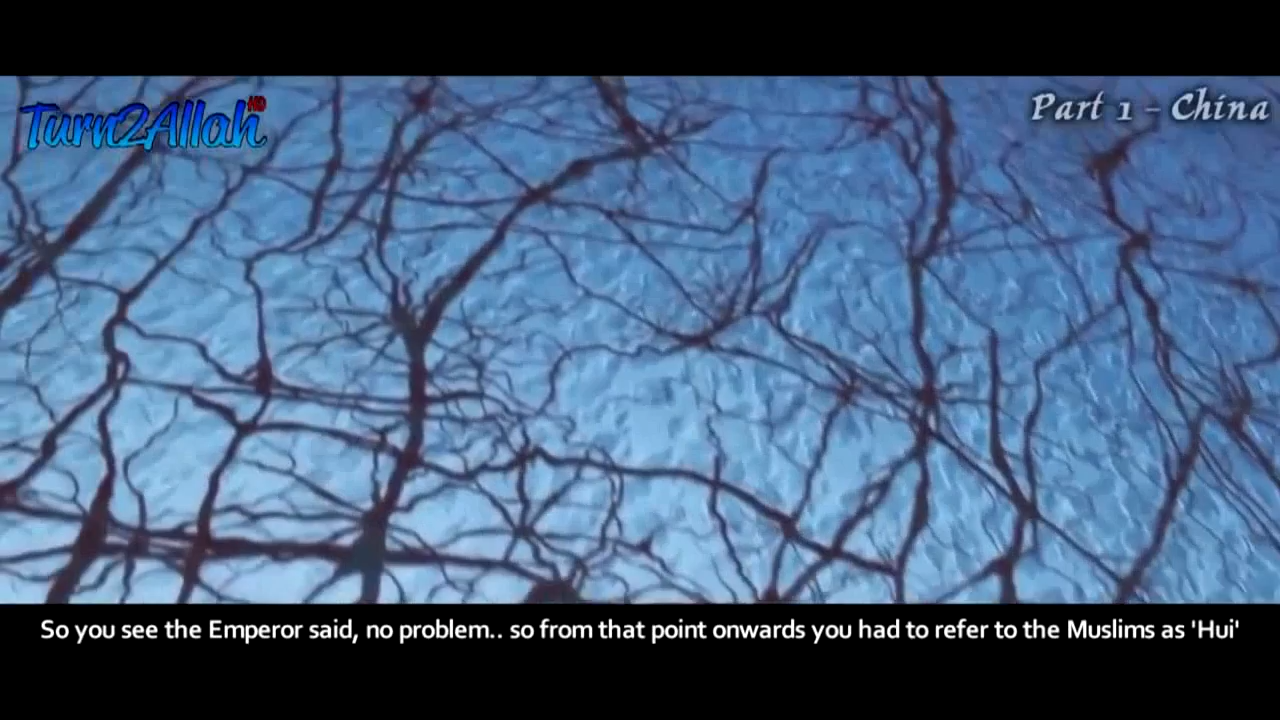 Turn2Allah HD
Part 1 - China
So you see the Emperor said, no problem.. so from that point onwards you had to refer to the Muslims as 'Hui'